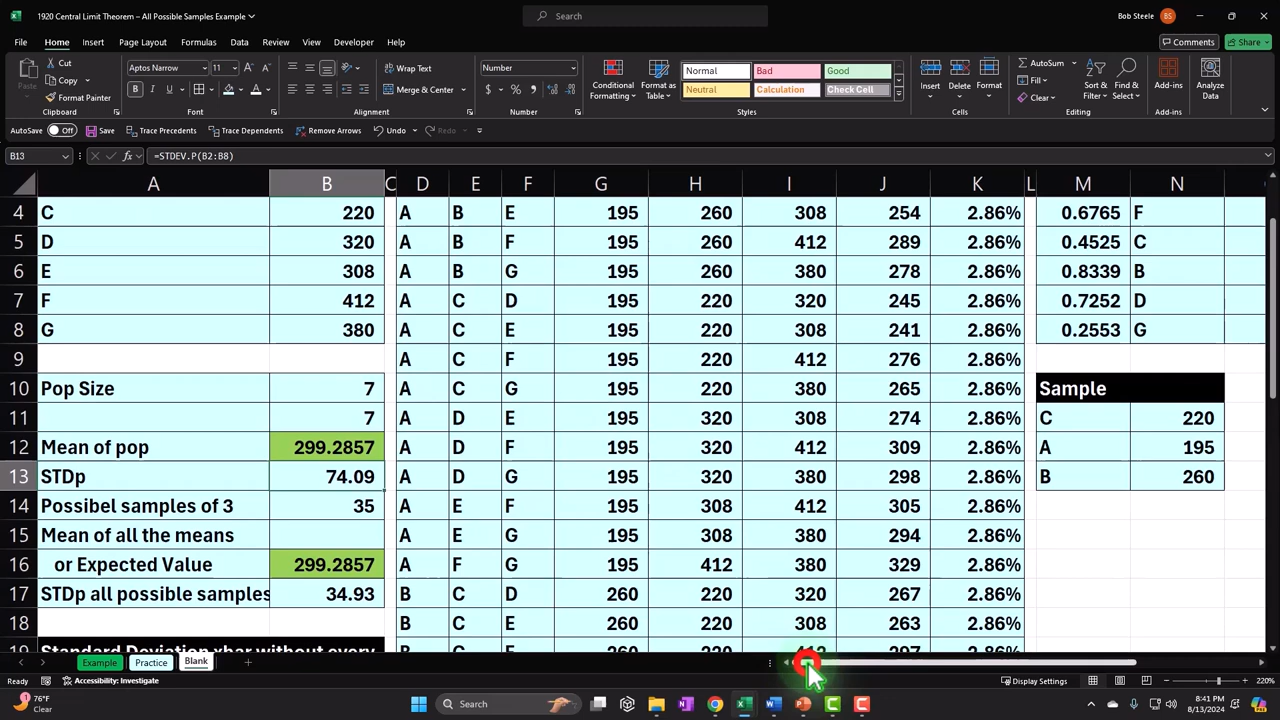 1920 Central Limit Theorem – All Possible Samples Example
Search
Bob Steele BS
File Home Insert Page Layout Formulas Data Review View Developer Help
Comments Share
Paste
Cut
Copy
Format Painter
Clipboard
Aptos Narrow 11
Font
Wrap Text
Merge & Center
Alignment
Number
Number
Conditional Formatting
Format as Table
Normal Bad Good
Neutral Calculation Check Cell
Styles
Insert Delete Format
Cells
AutoSum
Fill
Clear
Sort & Filter
Find & Select
Editing
Add-ins
Add-ins
Analyze Data
AutoSave Off Save Trace Precedents Trace Dependents Remove Arrows Undo Redo
B13 fx =STDEV.P(B2:B8)
A B C D E F G H I J K L M N
4 C 220 A B E 195 260 308 254 2.86% 0.6765 F
5 D 320 A B F 195 260 412 289 2.86% 0.4525 C
6 E 308 A B G 195 260 380 278 2.86% 0.8339 B
7 F 412 A C D 195 220 320 245 2.86% 0.7252 D
8 G 380 A C E 195 220 308 241 2.86% 0.2553 G
9 A C F 195 220 412 276 2.86%
10 Pop Size 7 A C G 195 220 380 265 2.86% Sample
11 7 A D E 195 320 308 274 2.86% C 220
12 Mean of pop 299.2857 A D F 195 320 412 309 2.86% A 195
13 STDp 74.09 A D G 195 320 380 298 2.86% B 260
14 Possibel samples of 3 35 A E F 195 308 412 305 2.86%
15 Mean of all the means A E G 195 308 380 294 2.86%
16 or Expected Value 299.2857 A F G 195 412 380 329 2.86%
17 STDp all possible samples 34.93 B C D 260 220 320 267 2.86%
18 B C E 260 220 308 263 2.86%
19 Standard Deviation xbar without every B C F 260 220 412 297 2.86%
Example Practice Blank
Ready Accessibility: Investigate Display Settings 220%
76°F
Clear
Search
8:41 PM
8/13/2024